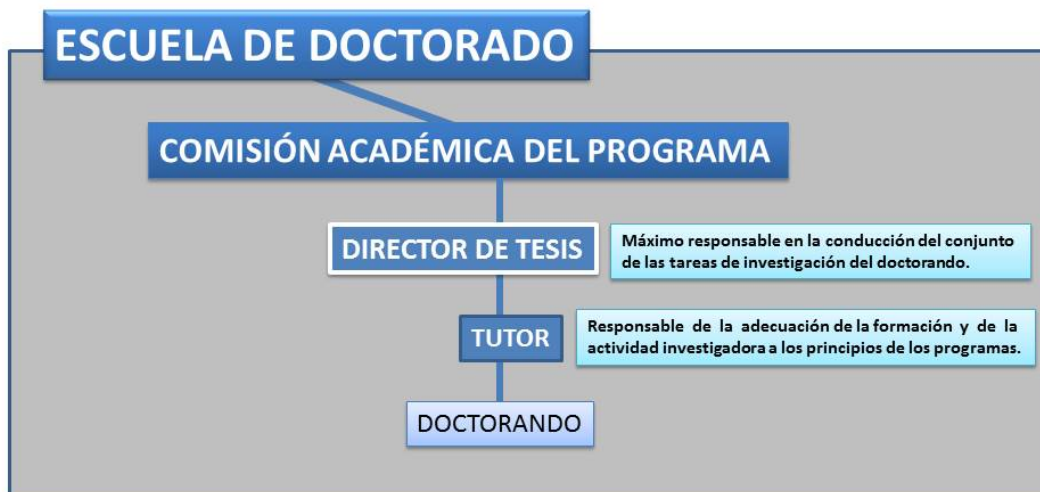 ESCUELA DE DOCTORADO
COMISIÓN ACADÉMICA DEL PROGRAMA
DIRECTOR DE TESIS
Máximo responsable en la conducción del conjunto
de las tareas de investigación del doctorando.
TUTOR
Responsable de la adecuación de la formación y de la
actividad investigadora a los principios de los programas.
DOCTORANDO